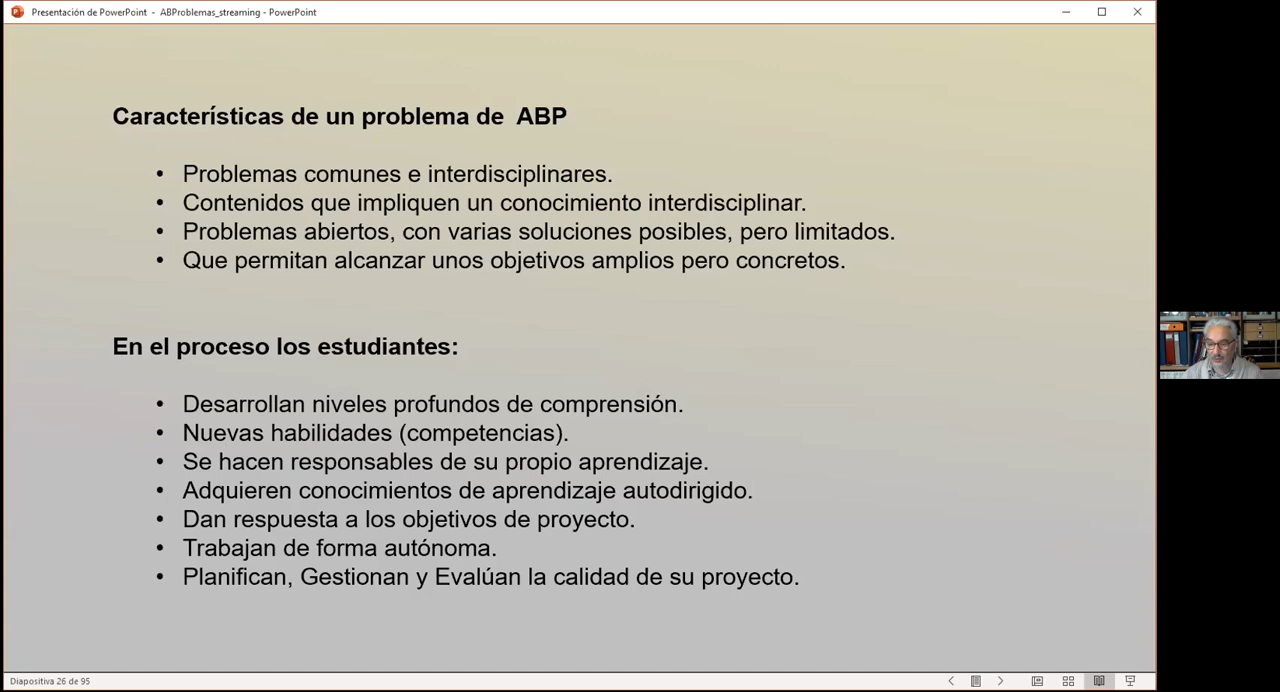 Presentación de PowerPoint - ABProblemas_streaming - PowerPoint
Características de un problema de ABP
• Problemas comunes e interdisciplinares.
• Contenidos que impliquen un conocimiento interdisciplinar.
• Problemas abiertos, con varias soluciones posibles, pero limitados.
• Que permitan alcanzar unos objetivos amplios pero concretos.
En el proceso los estudiantes:
• Desarrollan niveles profundos de comprensión.
• Nuevas habilidades (competencias).
• Se hacen responsables de su propio aprendizaje.
• Adquieren conocimientos de aprendizaje autodirigido.
• Dan respuesta a los objetivos de proyecto.
• Trabajan de forma autónoma.
• Planifican, Gestionan y Evalúan la calidad de su proyecto.
Diapositiva 26 de 95